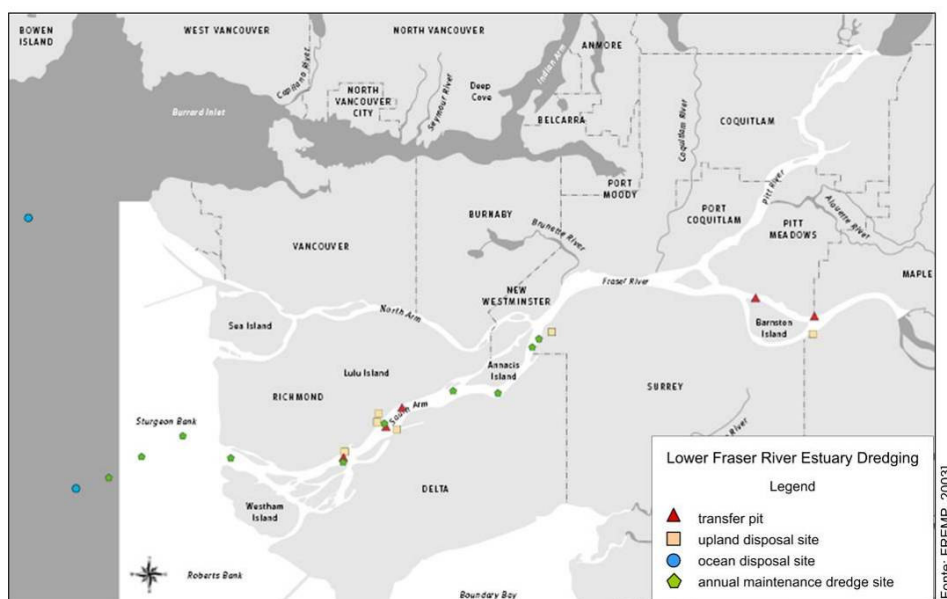 BOWEN
ISLAND
WEST VANCOUVER
NORTH VANCOUVER
Capilano River
NORTH
VANCOUVER
CITY
Seymour River
Deep
Cove
Indian Arm
ANMORE
BELCARRA
Burrard Inlet
COQUITLAM
Coquitlam River
PORT
MOODY
PORT
COQUITLAM
Pitt River
PITT
MEADOWS
Alouette River
MAPLE
VANCOUVER
BURNABY
Brunette River
NEW
WESTMINSTER
Fraser River
North Arm
Sea Island
Barnston
Island
Lulu Island
Annacis
Island
RICHMOND
SURREY
South Arm
Sturgeon Bank
River
DELTA
Westham
Island
Roberts Bank
Boundary Bay
Lower Fraser River Estuary Dredging
Legend
transfer pit
upland disposal site
ocean disposal site
annual maintenance dredge site
Fonte: FREMP, 2003]